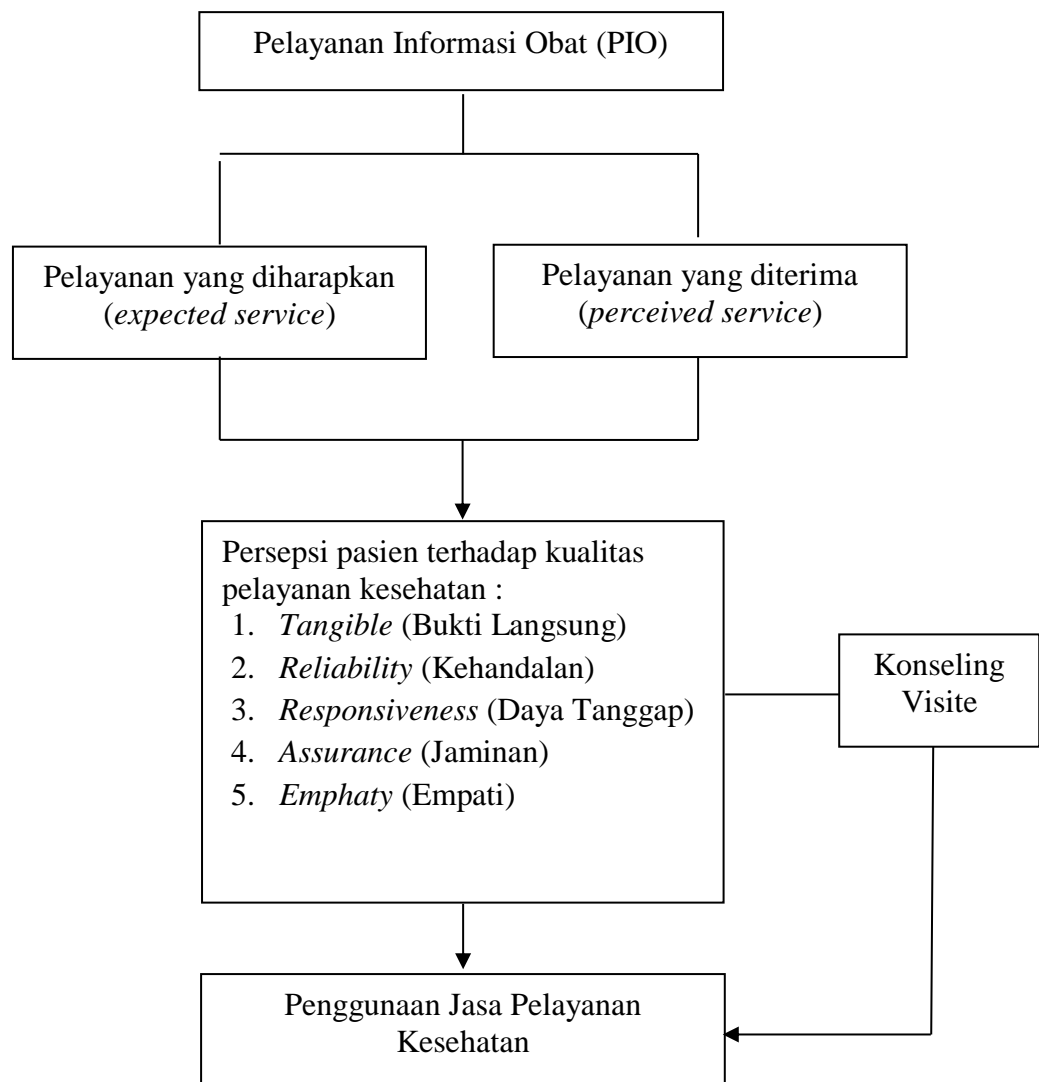 Pelayanan Informasi Obat (PIO)
Pelayanan yang diharapkan
(expected service)
Pelayanan yang diterima
(perceived service)
Persepsi pasien terhadap kualitas
pelayanan kesehatan :
1. Tangible (Bukti Langsung)
2. Reliability (Kehandalan)
3. Responsiveness (Daya Tanggap)
4. Assurance (Jaminan)
5. Emphaty (Empati)
Konseling
Visite
Penggunaan Jasa Pelayanan
Kesehatan